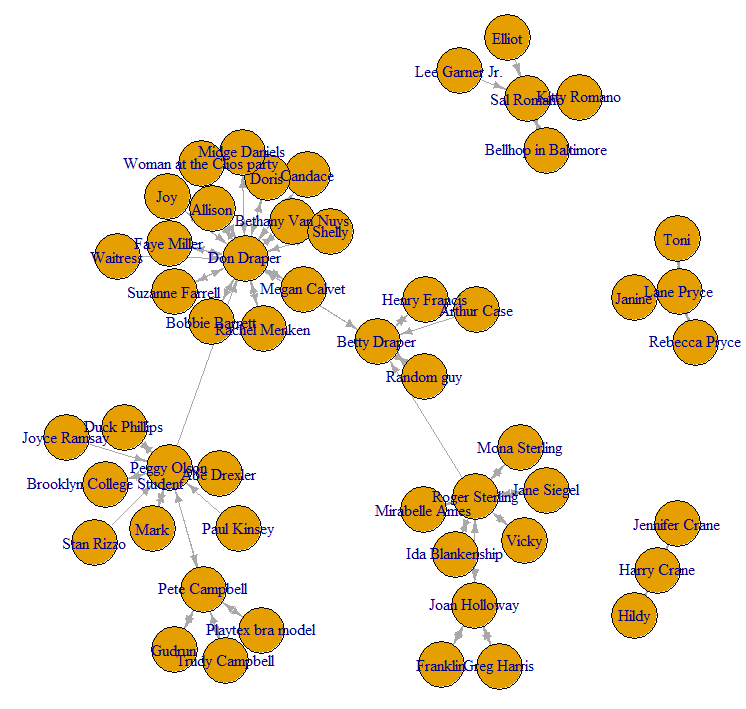 Elliot
Lee Garner Jr.
Sal Romano
Kitty Romano
Bellhop in Baltimore
Midge Daniels
Woman at the Clios party
Doris
Candace
Joy
Allison
Bethany Van Nuys
Shelly
Faye Miller
Waitress
Don Draper
Suzanne Farrell
Megan Calvet
Bobbie Barrett
Rachel Menken
Toni
Janine
Lane Pryce
Rebecca Pryce
Henry Francis
Arthur Case
Betty Draper
Random guy
Duck Phillips
Joyce Ramsay
Peggy Olson
Abe Drexler
Brooklyn College Student
Stan Rizzo
Mark
Paul Kinsey
Mona Sterling
Jane Siegel
Roger Sterling
Mirabelle Ames
Vicky
Ida Blankenship
Jennifer Crane
Harry Crane
Hildy
Pete Campbell
Joan Holloway
Playtex bra model
Gudrun
Trudy Campbell
Franklin
Greg Harris